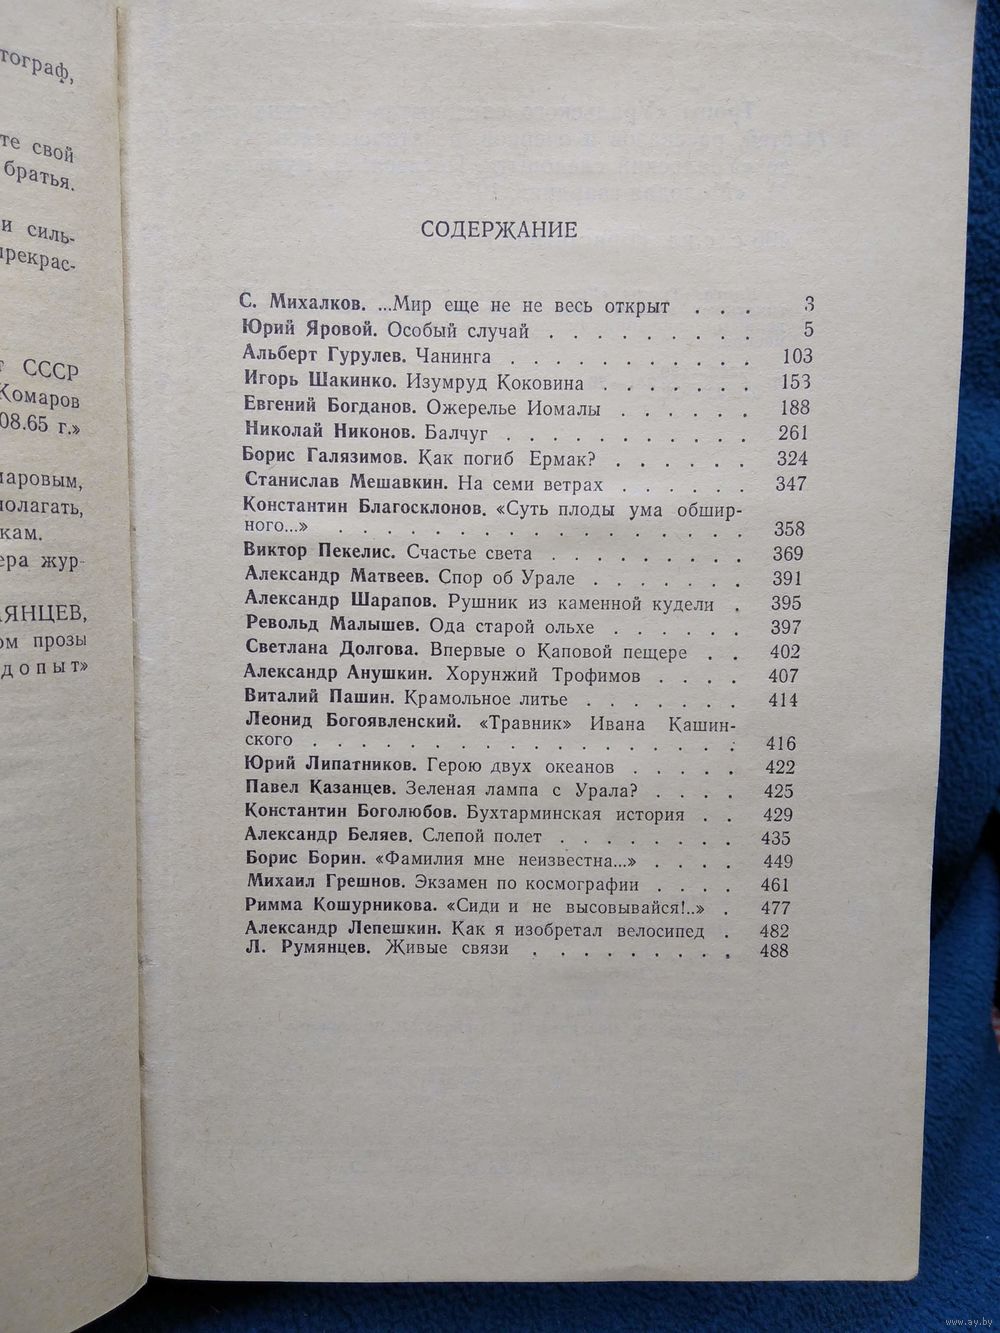 тограф,
те свой
братья.
и силь-
прекрас-
СССР
Комаров
08.65 г.»
маровым,
полагать,
кам.
ера жур-
ЯНЦЕВ,
ом прозы
допыт»
СОДЕРЖАНИЕ
С. Михалков. ...Мир еще не не весь открыт . . . 3
Юрий Яровой. Особый случай . . . . . . . . . 5
Альберт Гурулев. Чанинга . . . . . . . . . . 103
Игорь Шакинко. Изумруд Коковина . . . . . . . 153
Евгений Богданов. Ожерелье Иомалы . . . . . . 188
Николай Никонов. Балчуг . . . . . . . . . . . 261
Борис Галязимов. Как погиб Ермак? . . . . . . 324
Станислав Мешавкин. На семи ветрах . . . . . . 347
Константин Благосклонов. «Суть плоды ума обшир-
ного...» . . . . . . . . . . . . . . . . . 358
Виктор Пекелис. Счастье света . . . . . . . . 369
Александр Матвеев. Спор об Урале . . . . . . . 391
Александр Шарапов. Рушник из каменной кудели . 395
Револьд Малышев. Ода старой ольхе . . . . . . 397
Светлана Долгова. Впервые о Каповой пещере . . 402
Александр Анушкин. Хорунжий Трофимов . . . . 407
Виталий Пашин. Крамольное литье . . . . . . . 414
Леонид Богоявленский. «Травник» Ивана Кашин-
ского . . . . . . . . . . . . . . . . . . 416
Юрий Липатников. Герою двух океанов . . . . . 422
Павел Казанцев. Зеленая лампа с Урала? . . . . 425
Константин Боголюбов. Бухтарминская история . . 429
Александр Беляев. Слепой полет . . . . . . . . 435
Борис Борин. «Фамилия мне неизвестна...» . . . . 449
Михаил Грешнов. Экзамен по космографии . . . . 461
Римма Кошурникова. «Сиди и не высовывайся!..» . 477
Александр Лепешкин. Как я изобретал велосипед . 482
Л. Румянцев. Живые связи . . . . . . . . . 488
www.ay.by